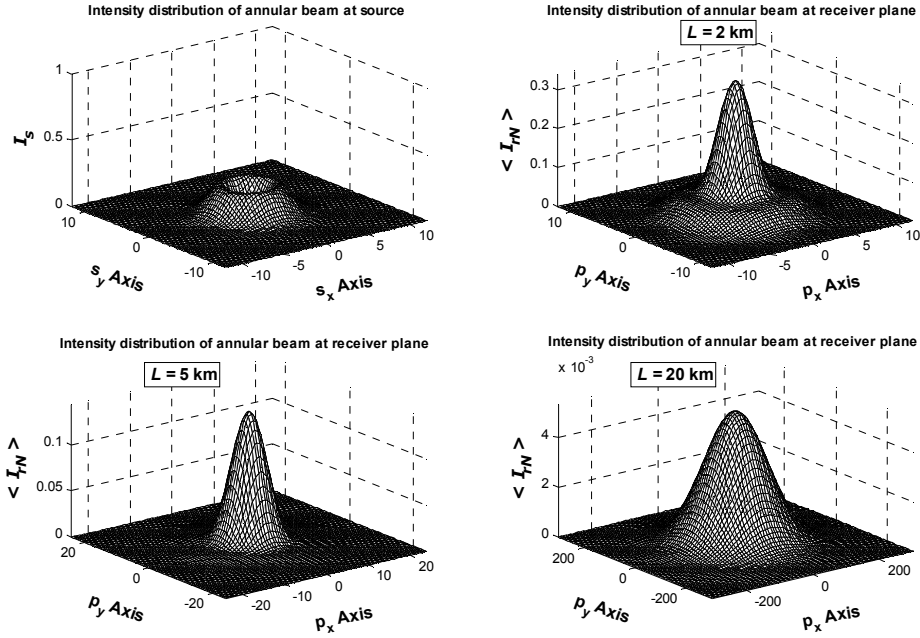 Intensity distribution of annular beam at source
1
0.5
0
I_s
10
0
-10
s_y Axis
-10
-5
0
5
10
s_x Axis
Intensity distribution of annular beam at receiver plane
L = 2 km
0.3
0.2
0.1
0
< I_rN >
10
0
-10
p_y Axis
-10
-5
0
5
10
p_x Axis
Intensity distribution of annular beam at receiver plane
L = 5 km
0.1
0.05
0
< I_rN >
20
0
-20
p_y Axis
-20
-10
0
10
20
p_x Axis
Intensity distribution of annular beam at receiver plane
x 10^-3
L = 20 km
4
2
0
< I_rN >
200
0
-200
p_y Axis
-200
0
200
p_x Axis